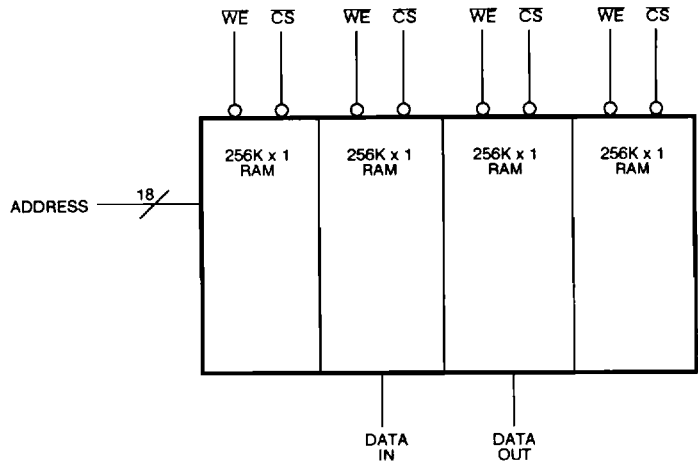 WE CS WE CS WE CS WE CS
256K x 1 256K x 1 256K x 1 256K x 1
RAM RAM RAM RAM
18
ADDRESS
DATA DATA
IN OUT